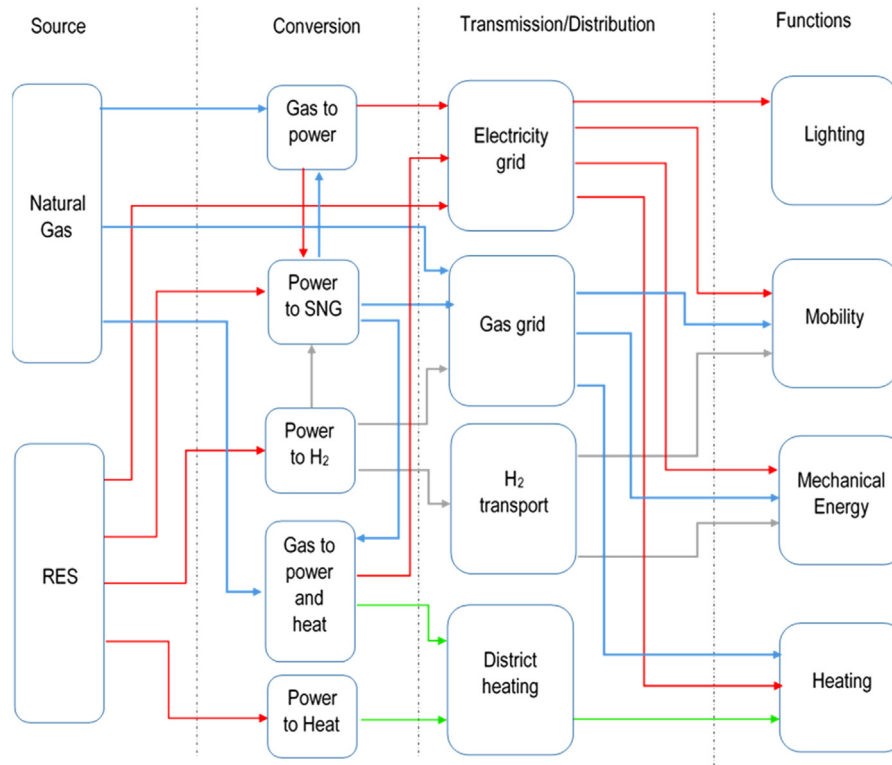 Source
Conversion
Transmission/Distribution
Functions
Natural
Gas
RES
Gas to
power
Power
to SNG
Power
to H₂
Gas to
power
and
heat
Power
to Heat
Electricity
grid
Gas grid
H₂
transport
District
heating
Lighting
Mobility
Mechanical
Energy
Heating